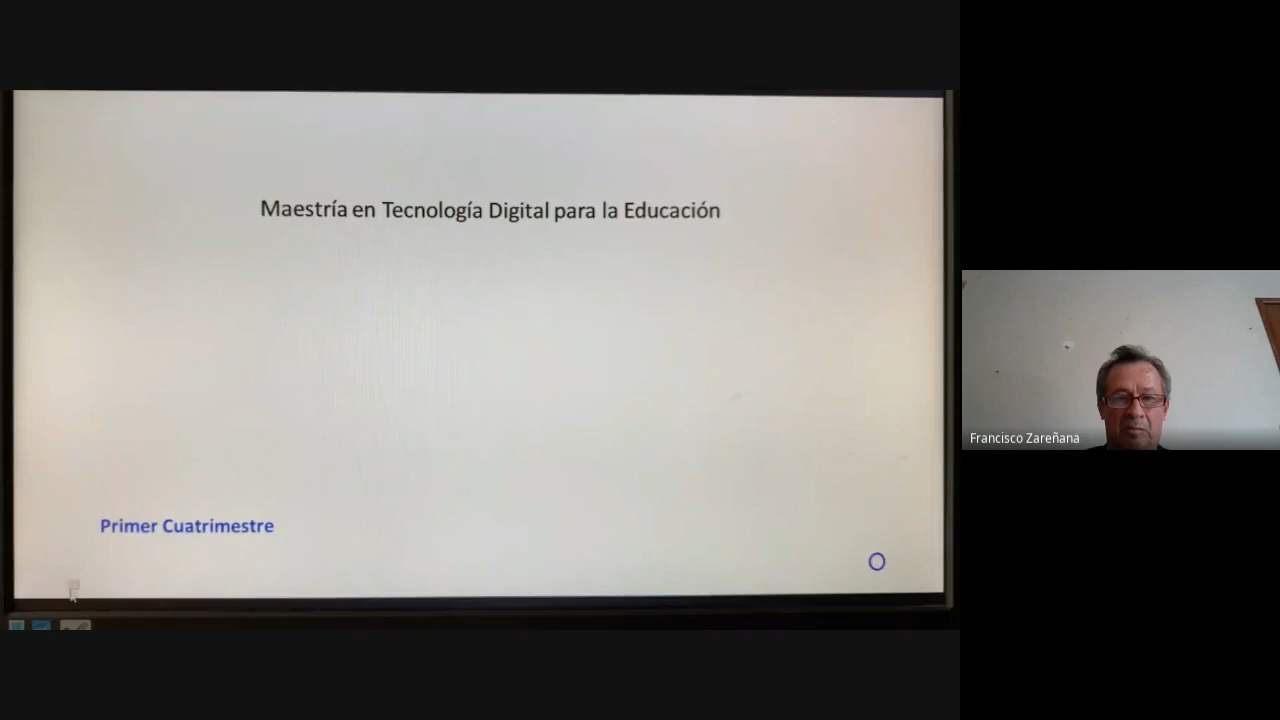 Maestría en Tecnología Digital para la Educación
Primer Cuatrimestre
Francisco Zareñana